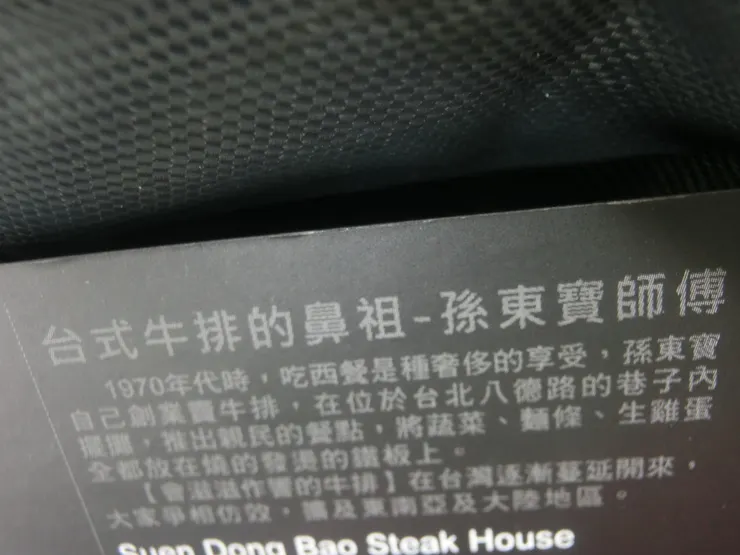 台式牛排的鼻祖-孫東寶師傅
1970年代時，吃西餐是種奢侈的享受，孫東寶
自己創業賣牛排，在位於台北八德路的巷子內
擺攤，推出親民的餐點，將蔬菜、麵條、生雞蛋
全都放在燒的發燙的鐵板上。
【會滋滋作響的牛排】在台灣逐漸蔓延開來，
大家爭相仿效，擴及東南亞及大陸地區。
Suen Dong Bao Steak House